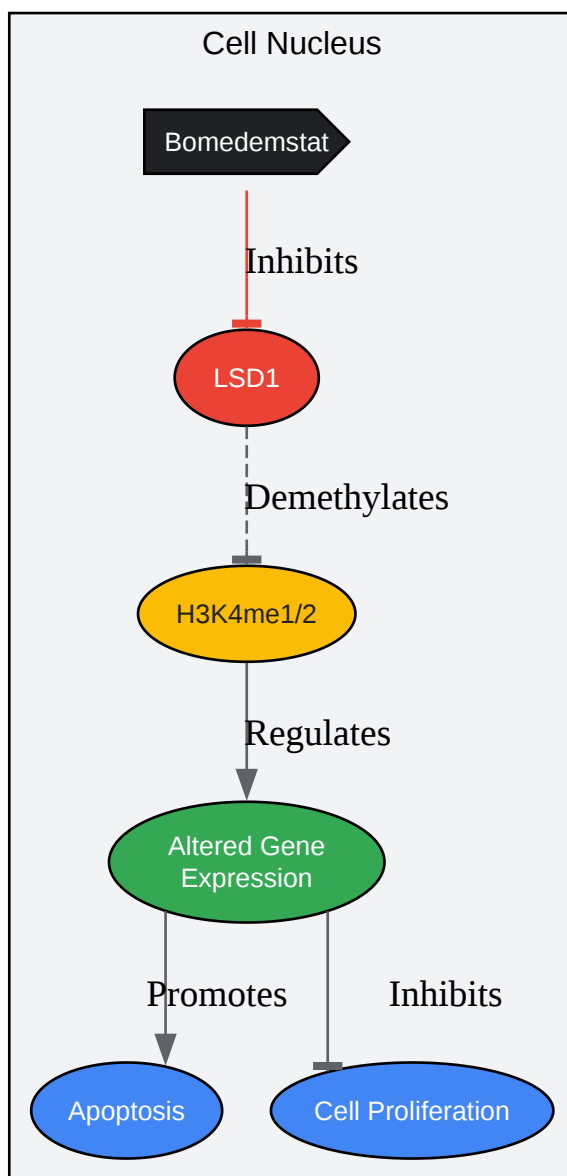 Cell Nucleus
Bomedemstat
Inhibits
LSD1
Demethylates
H3K4me1/2
Regulates
Altered Gene
Expression
Promotes
Inhibits
Apoptosis
Cell Proliferation